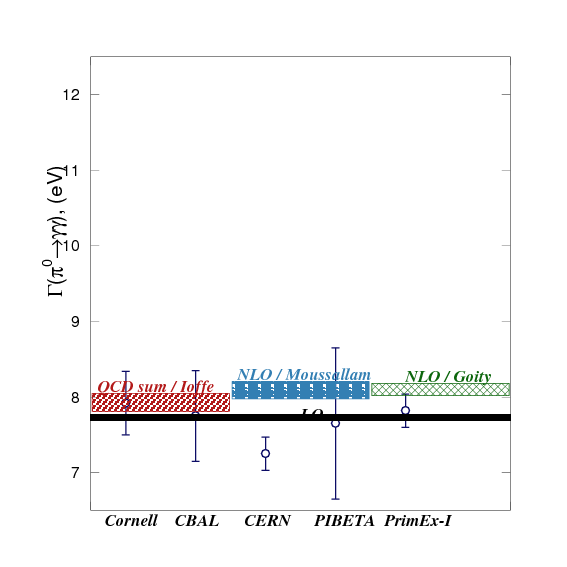 12
11
10
9
8
7
Γ(π⁰→γγ), (eV)
QCD sum / Ioffe
NLO / Moussallam
NLO / Goity
LO
Cornell CBAL CERN PIBETA PrimEx-I